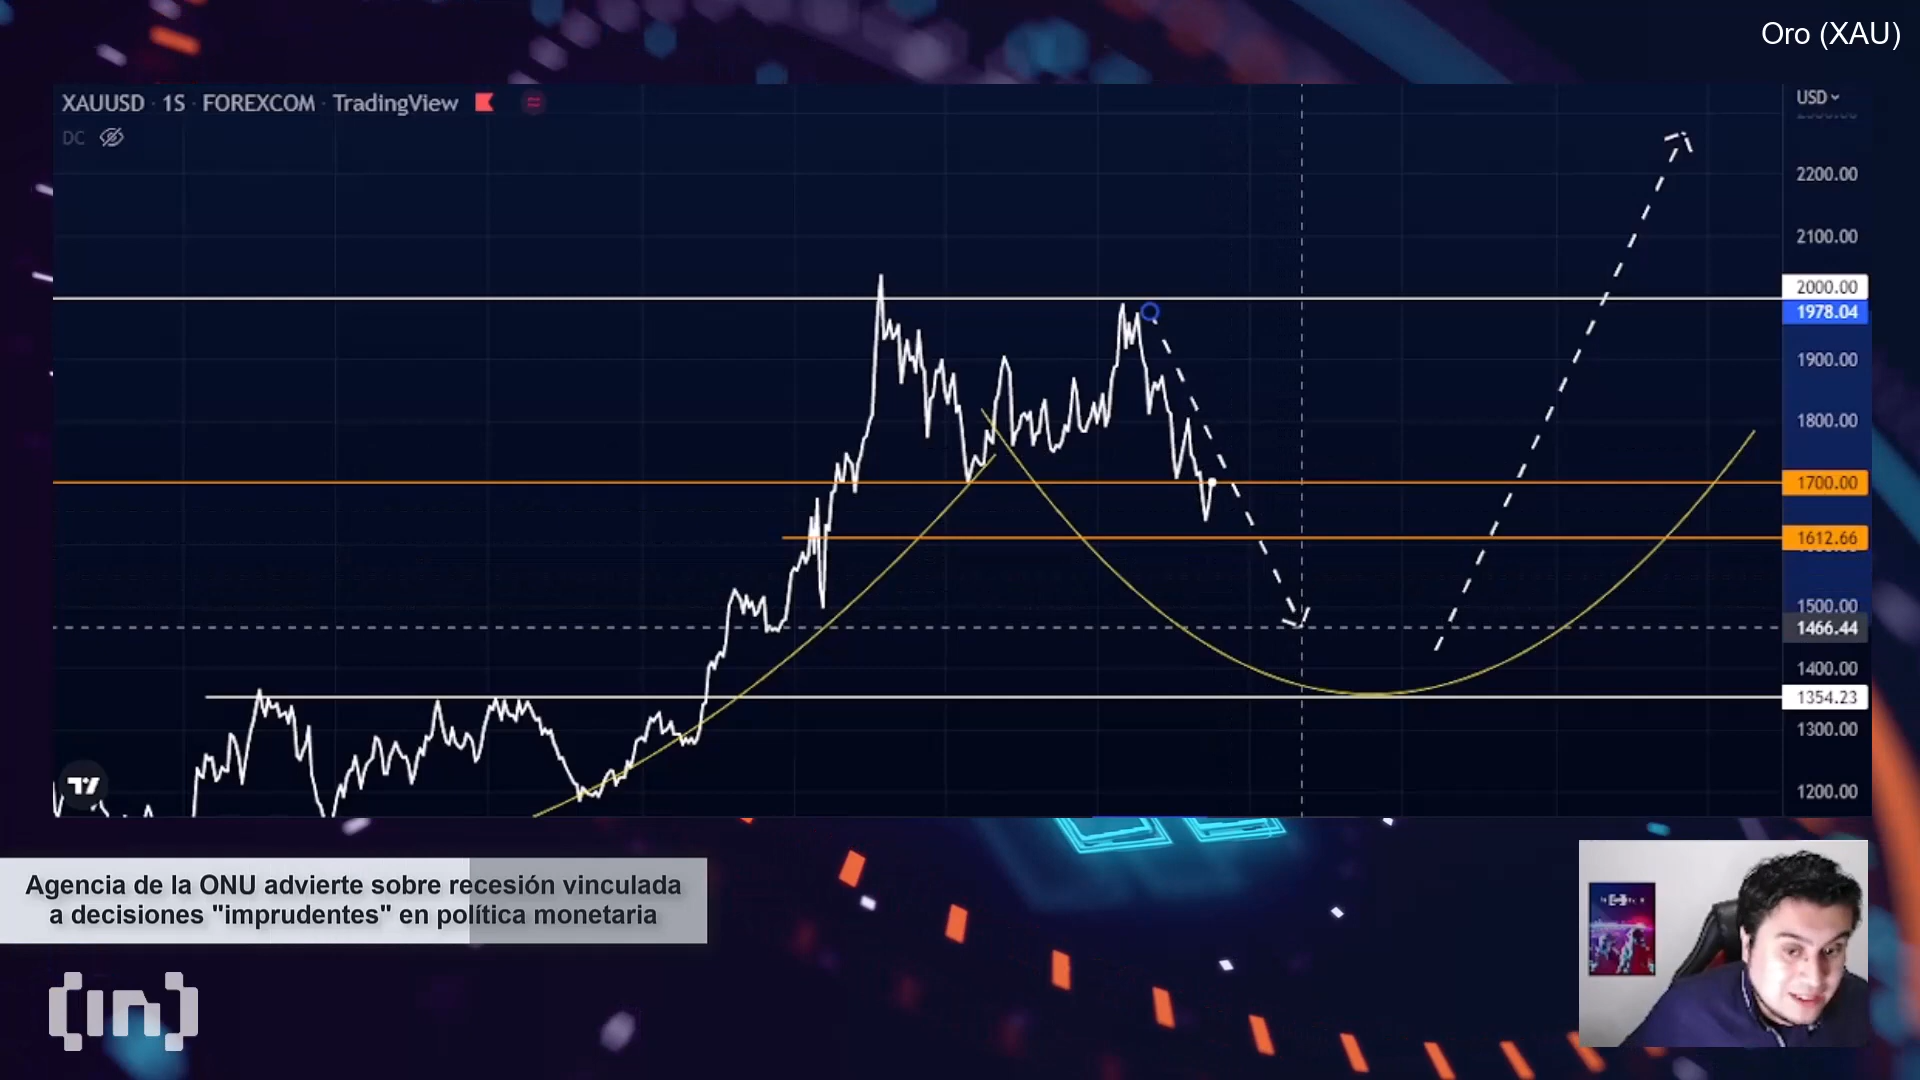 Oro (XAU)
XAUUSD · 1S · FOREXCOM · TradingView
USD
DC
2200.00
2100.00
2000.00
1978.04
1900.00
1800.00
1700.00
1612.66
1500.00
1466.44
1400.00
1354.23
1300.00
1200.00
Agencia de la ONU advierte sobre recesión vinculada
a decisiones "imprudentes" en política monetaria
[in]